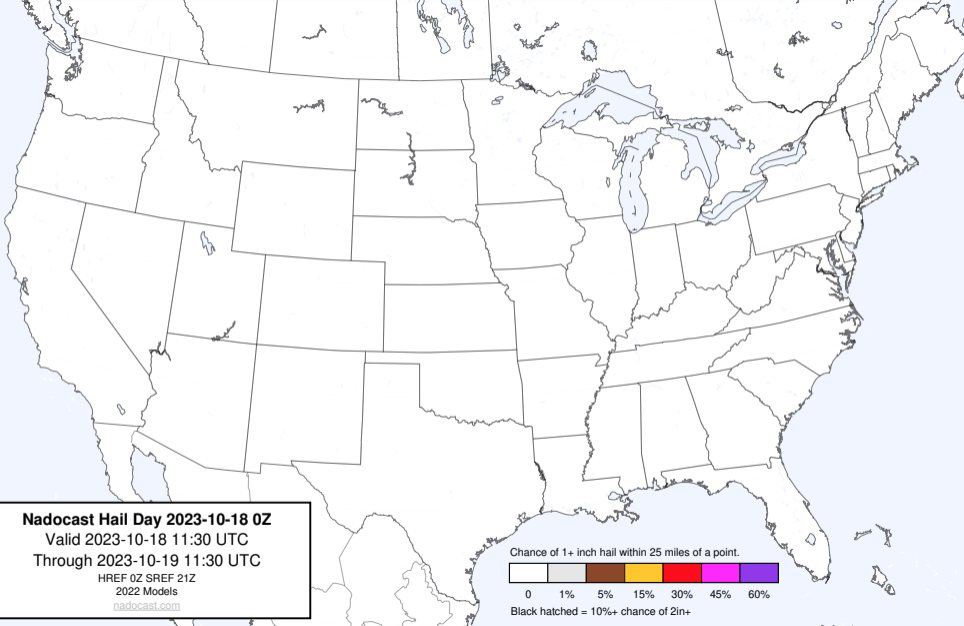 Nadocast Hail Day 2023-10-18 0Z
Valid 2023-10-18 11:30 UTC
Through 2023-10-19 11:30 UTC
HREF 0Z SREF 21Z
2022 Models
nadocast.com
Chance of 1+ inch hail within 25 miles of a point.
0 1% 5% 15% 30% 45% 60%
Black hatched = 10%+ chance of 2in+